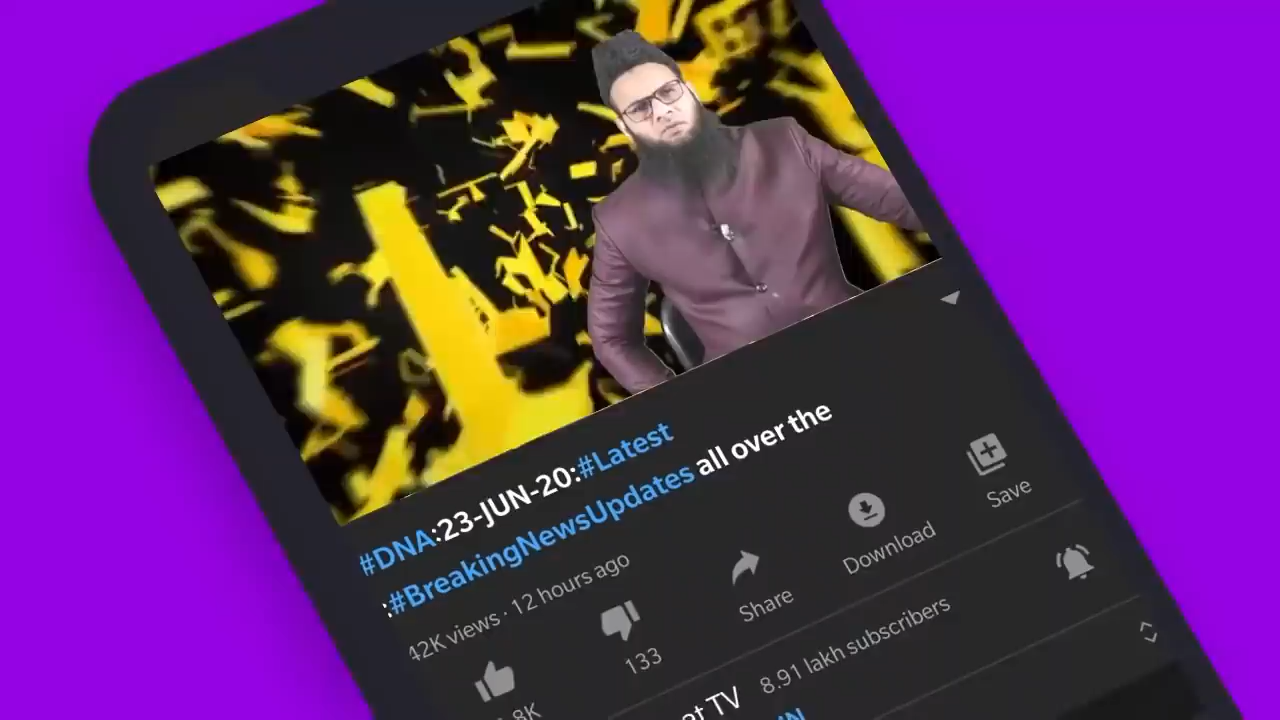 #DNA:23-JUN-20:#Latest
:#BreakingNewsUpdates all over the
42K views · 12 hours ago
133
Share
Download
Save
TV 8.91 lakh subscribers